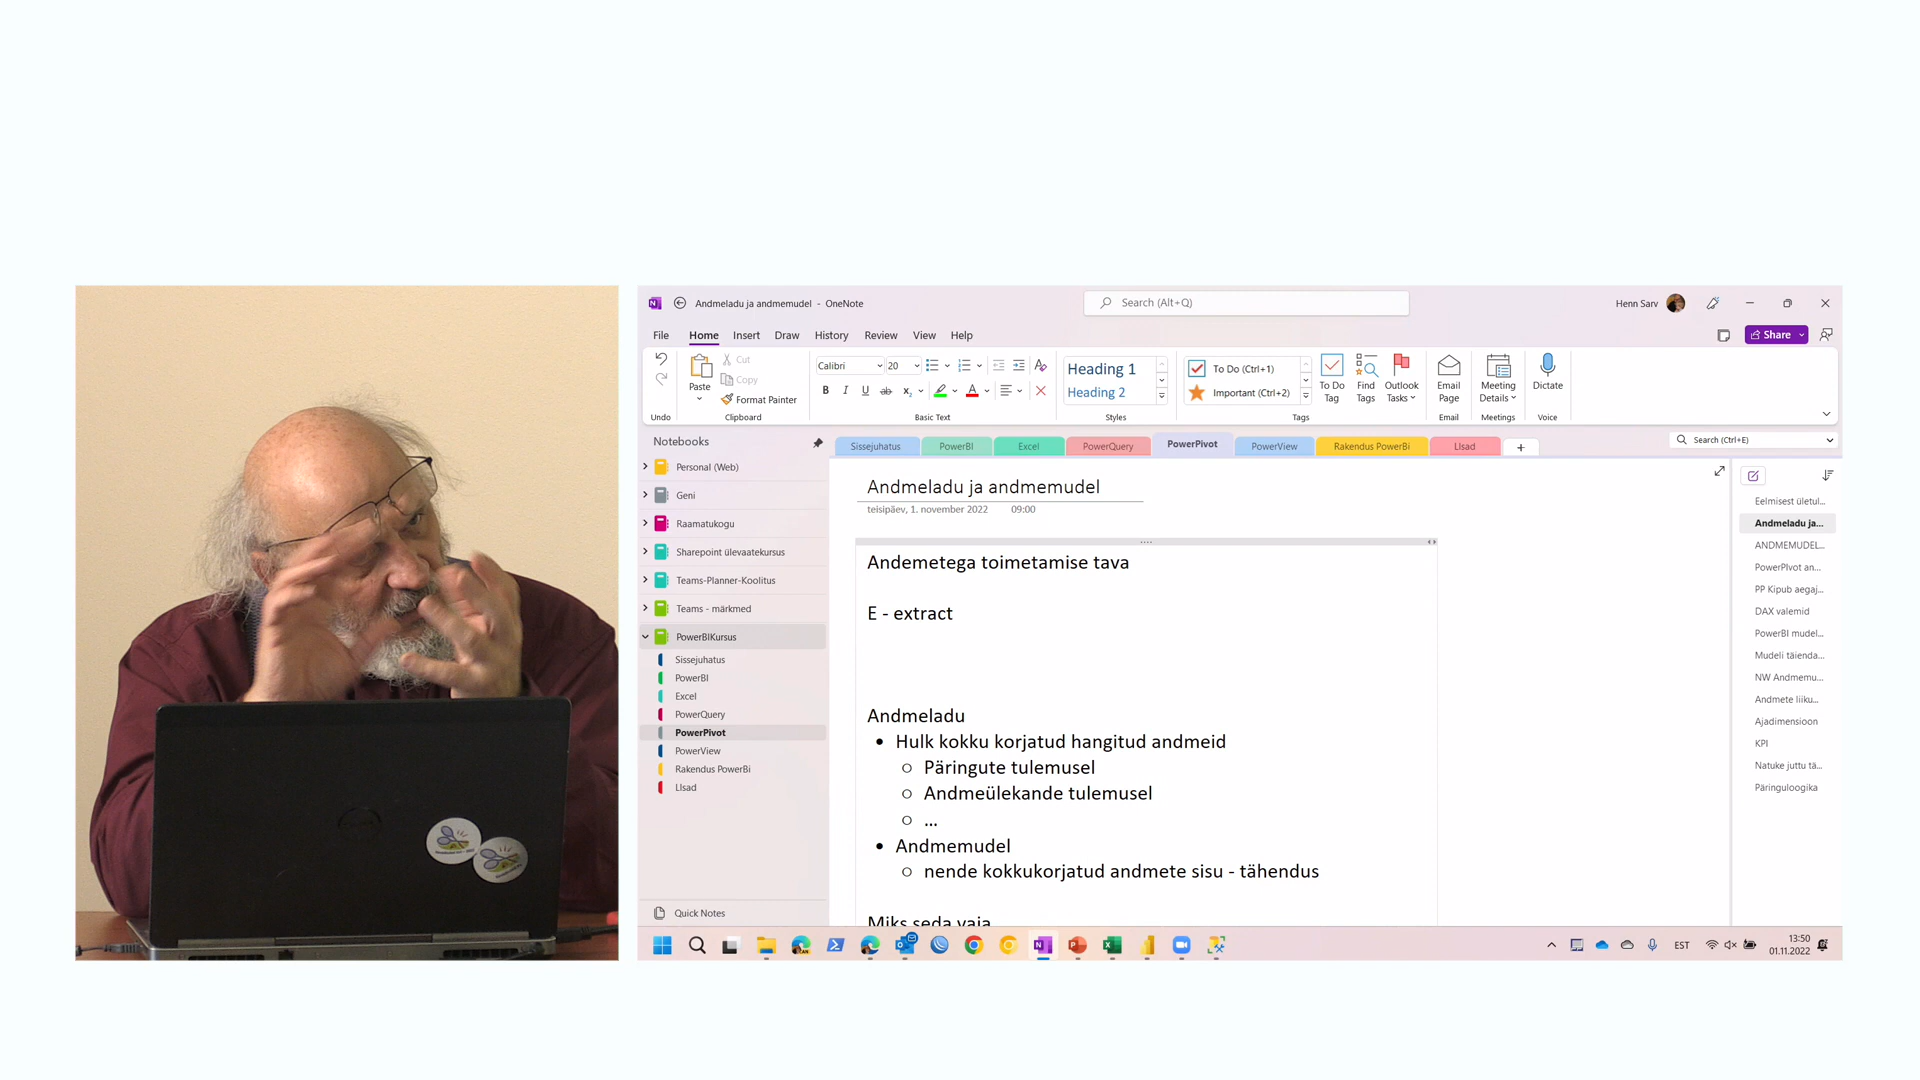 Andmeladu ja andmemudel - OneNote
Search (Alt+Q)
Henn Sarv
File Home Insert Draw History Review View Help
Share
Undo
Paste
Cut
Copy
Format Painter
Clipboard
Calibri 20
Basic Text
Heading 1
Heading 2
Styles
To Do (Ctrl+1)
Important (Ctrl+2)
Tags
To Do Tag
Find Tags
Outlook Tasks
Email Page
Email
Meeting Details
Meetings
Dictate
Voice
Notebooks
Sissejuhatus PowerBI Excel PowerQuery PowerPivot PowerView Rakendus PowerBi LIsad +
Search (Ctrl+E)
Personal (Web)
Geni
Raamatukogu
Sharepoint ülevaatekursus
Teams-Planner-Koolitus
Teams - märkmed
PowerBIKursus
Sissejuhatus
PowerBI
Excel
PowerQuery
PowerPivot
PowerView
Rakendus PowerBi
LIsad
Quick Notes
Andmeladu ja andmemudel
teisipäev, 1. november 2022 09:00
Andemetega toimetamise tava
E - extract
Andmeladu
• Hulk kokku korjatud hangitud andmeid
○ Päringute tulemusel
○ Andmeülekande tulemusel
○ ...
• Andmemudel
○ nende kokkukorjatud andmete sisu - tähendus
Miks seda vaja
Eelmisest ületul...
Andmeladu ja...
ANDMEMUDEL...
PowerPIvot an...
PP Kipub aegaj...
DAX valemid
PowerBI mudel...
Mudeli täienda...
NW Andmemu...
Andmete liiku...
Ajadimensioon
KPI
Natuke juttu tä...
Päringuloogika
EST
13:50
01.11.2022